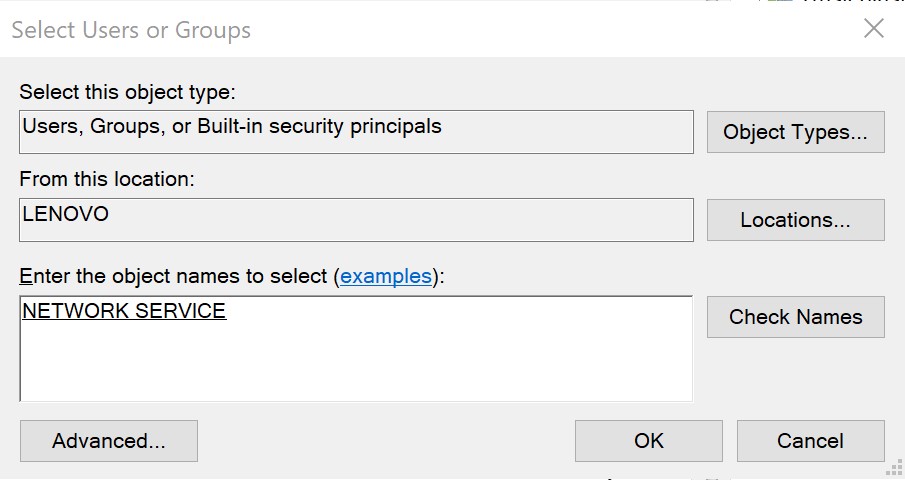 Select Users or Groups
Select this object type:
Users, Groups, or Built-in security principals
Object Types...
From this location:
LENOVO
Locations...
Enter the object names to select (examples):
NETWORK SERVICE
Check Names
Advanced...
OK
Cancel